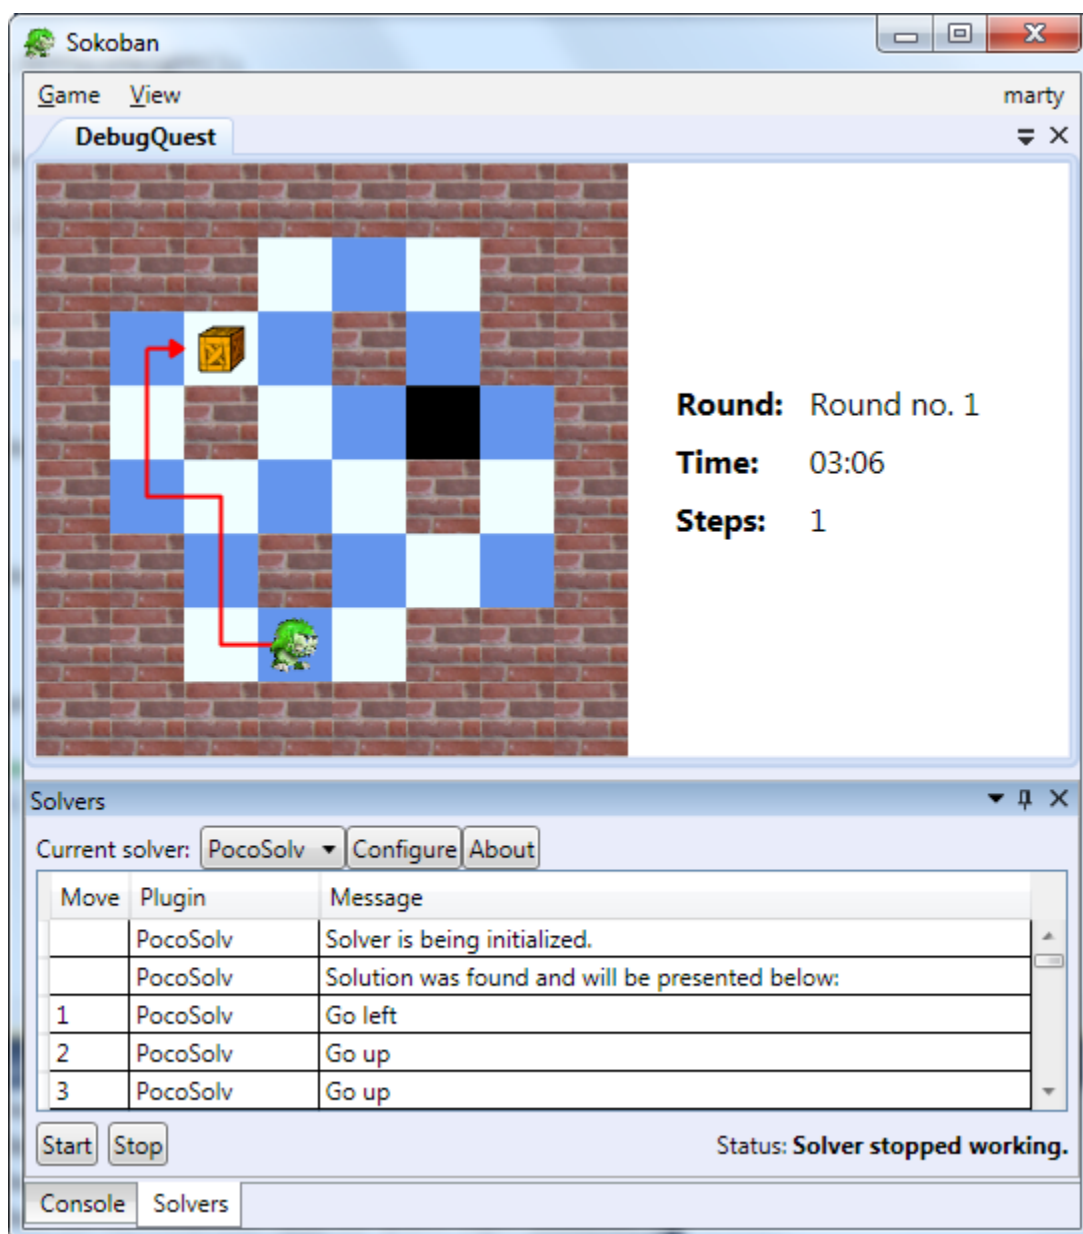 Sokoban
Game View marty
DebugQuest
Round: Round no. 1
Time: 03:06
Steps: 1
Solvers
Current solver: PocoSolv Configure About
Move Plugin Message
PocoSolv Solver is being initialized.
PocoSolv Solution was found and will be presented below:
1 PocoSolv Go left
2 PocoSolv Go up
3 PocoSolv Go up
Start Stop Status: Solver stopped working.
Console Solvers